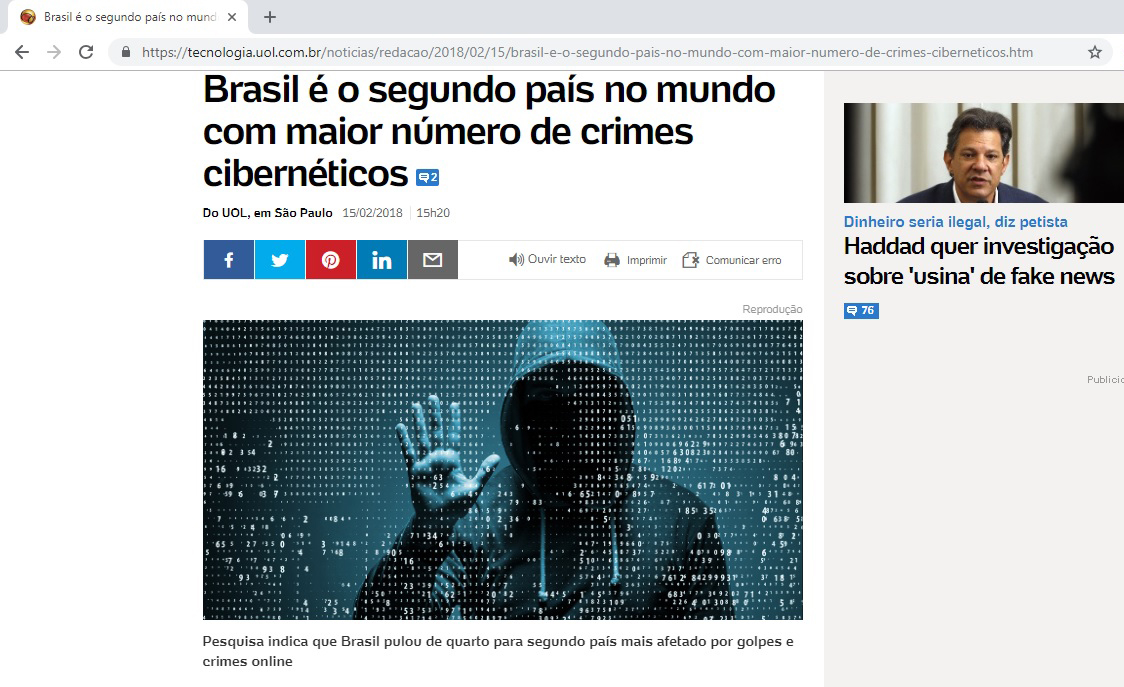 Brasil é o segundo país no mund
https://tecnologia.uol.com.br/noticias/redacao/2018/02/15/brasil-e-o-segundo-pais-no-mundo-com-maior-numero-de-crimes-ciberneticos.htm
Brasil é o segundo país no mundo
com maior número de crimes
cibernéticos 2
Do UOL, em São Paulo 15/02/2018 15h20
Ouvir texto Imprimir Comunicar erro
Reprodução
Pesquisa indica que Brasil pulou de quarto para segundo país mais afetado por golpes e
crimes online
Dinheiro seria ilegal, diz petista
Haddad quer investigação
sobre 'usina' de fake news
76
Publicid